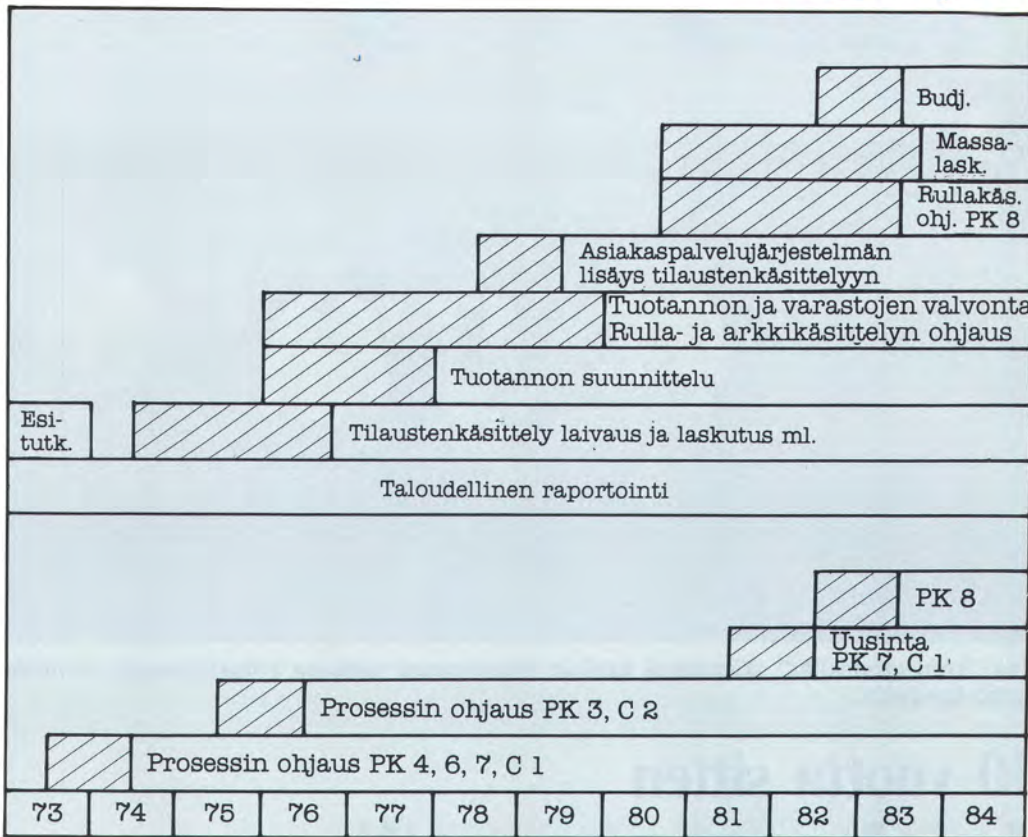 Budj.
Massa-
lask.
Rullakäs.
ohj. PK 8
Asiakaspalvelujärjestelmän
lisäys tilaustenkäsittelyyn
Tuotannon ja varastojen valvonta
Rulla- ja arkkikäsittelyn ohjaus
Tuotannon suunnittelu
Esi-
tutk.
Tilaustenkäsittely laivaus ja laskutus ml.
Taloudellinen raportointi
PK 8
Uusinta
PK 7, C 1
Prosessin ohjaus PK 3, C 2
Prosessin ohjaus PK 4, 6, 7, C 1
73 74 75 76 77 78 79 80 81 82 83 84